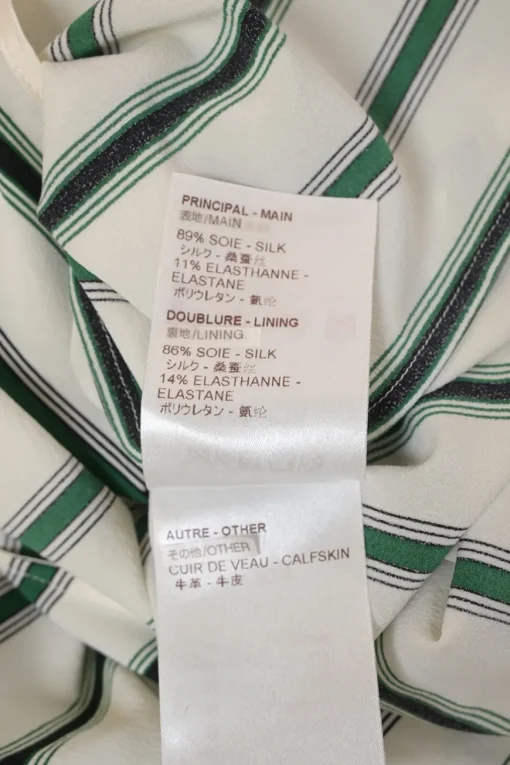 PRINCIPAL - MAIN
表地/MAIN
89% SOIE - SILK
シルク - 桑蚕丝
11% ELASTHANNE -
ELASTANE
ポリウレタン - 氨纶
DOUBLURE - LINING
裏地/LINING
86% SOIE - SILK
シルク - 桑蚕丝
14% ELASTHANNE -
ELASTANE
ポリウレタン - 氨纶
AUTRE - OTHER
その他/OTHER
CUIR DE VEAU - CALFSKIN
牛革 - 牛皮